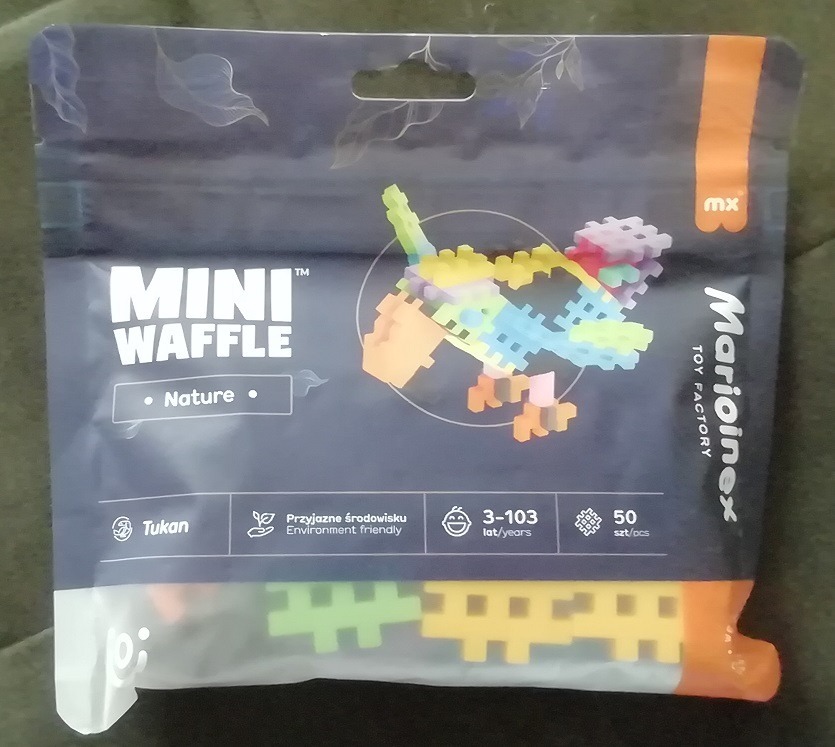 mx
MINI™
WAFFLE
• Nature •
Marioinex
TOY FACTORY
Tukan
Przyjazne środowisku
Environment friendly
3-103
lat/years
50
szt/pcs